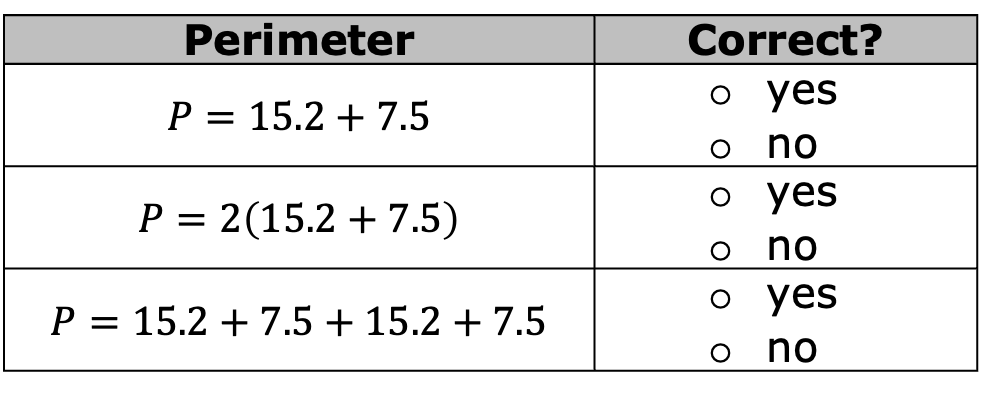 Perimeter Correct?
P = 15.2 + 7.5
○ yes
○ no
P = 2(15.2 + 7.5)
○ yes
○ no
P = 15.2 + 7.5 + 15.2 + 7.5
○ yes
○ no